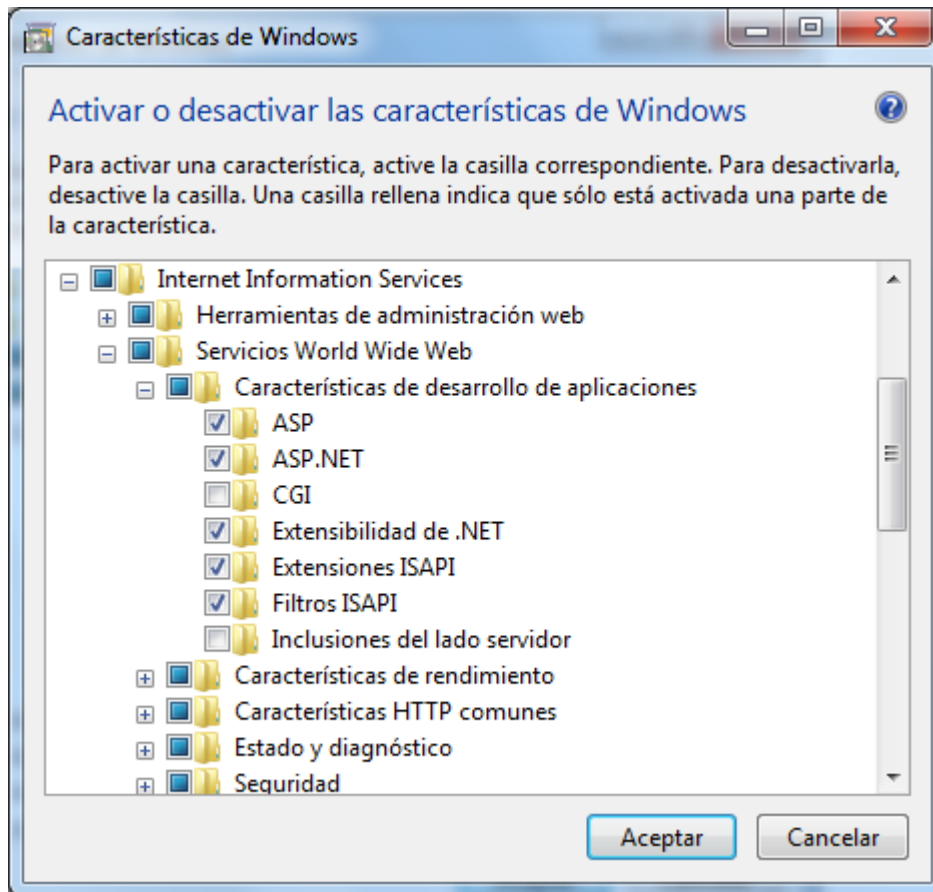 Características de Windows
Activar o desactivar las características de Windows
Para activar una característica, active la casilla correspondiente. Para desactivarla,
desactive la casilla. Una casilla rellena indica que sólo está activada una parte de
la característica.
Internet Information Services
Herramientas de administración web
Servicios World Wide Web
Características de desarrollo de aplicaciones
ASP
ASP.NET
CGI
Extensibilidad de .NET
Extensiones ISAPI
Filtros ISAPI
Inclusiones del lado servidor
Características de rendimiento
Características HTTP comunes
Estado y diagnóstico
Seguridad
Aceptar Cancelar